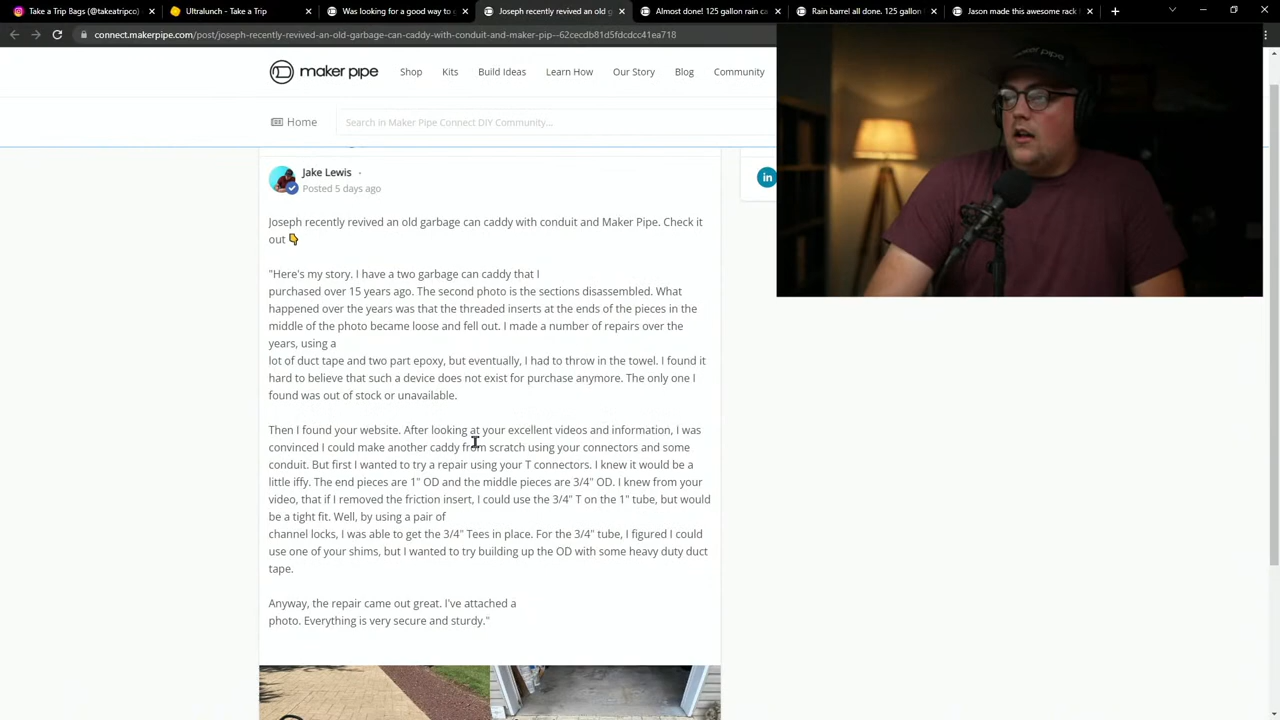 Take a Trip Bags (@takeatripco)
Ultralunch - Take a Trip
Was looking for a good way to g
Joseph recently revived an old g
Almost done! 125 gallon rain ca
Rain barrel all done. 125 gallon
Jason made this awesome rack
connect.makerpipe.com/post/joseph-recently-revived-an-old-garbage-can-caddy-with-conduit-and-maker-pip--62cecdb81d5fdcdcc41ea718
maker pipe
Shop
Kits
Build Ideas
Learn How
Our Story
Blog
Community
Home
Search in Maker Pipe Connect DIY Community...
Jake Lewis
Posted 5 days ago
in
Joseph recently revived an old garbage can caddy with conduit and Maker Pipe. Check it
out 👇
"Here's my story. I have a two garbage can caddy that I
purchased over 15 years ago. The second photo is the sections disassembled. What
happened over the years was that the threaded inserts at the ends of the pieces in the
middle of the photo became loose and fell out. I made a number of repairs over the
years, using a
lot of duct tape and two part epoxy, but eventually, I had to throw in the towel. I found it
hard to believe that such a device does not exist for purchase anymore. The only one I
found was out of stock or unavailable.
Then I found your website. After looking at your excellent videos and information, I was
convinced I could make another caddy from scratch using your connectors and some
conduit. But first I wanted to try a repair using your T connectors. I knew it would be a
little iffy. The end pieces are 1" OD and the middle pieces are 3/4" OD. I knew from your
video, that if I removed the friction insert, I could use the 3/4" T on the 1" tube, but would
be a tight fit. Well, by using a pair of
channel locks, I was able to get the 3/4" Tees in place. For the 3/4" tube, I figured I could
use one of your shims, but I wanted to try building up the OD with some heavy duty duct
tape.
Anyway, the repair came out great. I've attached a
photo. Everything is very secure and sturdy."